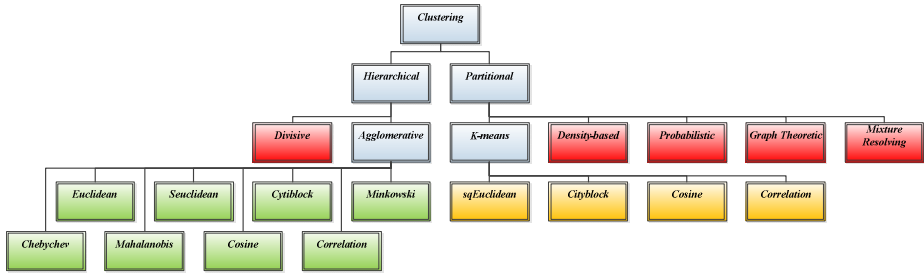 Clustering
Hierarchical
Partitional
Divisive
Agglomerative
K-means
Density-based
Probabilistic
Graph Theoretic
Mixture
Resolving
Euclidean
Seuclidean
Cytiblock
Minkowski
sqEuclidean
Cityblock
Cosine
Correlation
Chebychev
Mahalanobis
Cosine
Correlation